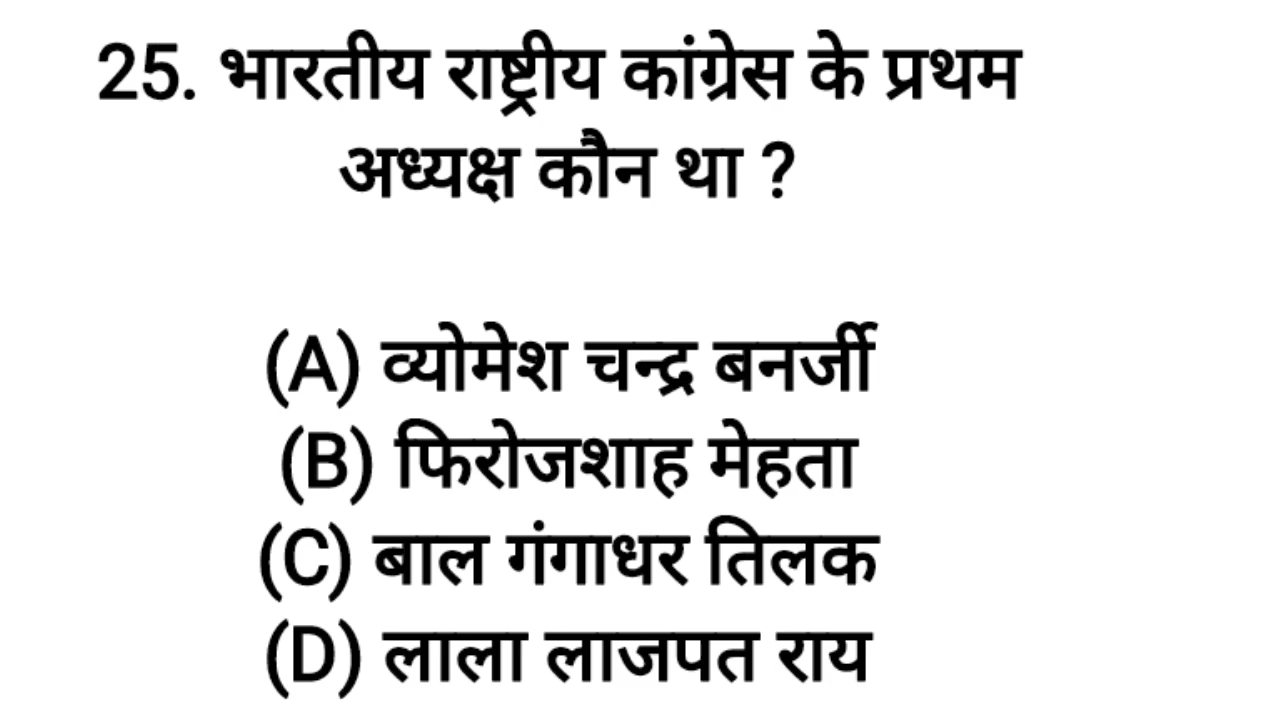 25. भारतीय राष्ट्रीय कांग्रेस के प्रथम
अध्यक्ष कौन था ?
(A) व्योमेश चन्द्र बनर्जी
(B) फिरोजशाह मेहता
(C) बाल गंगाधर तिलक
(D) लाला लाजपत राय